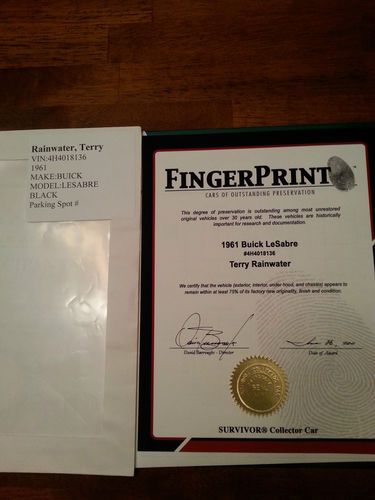 Rainwater, Terry
VIN:4H4018136
1961
MAKE:BUICK
MODEL:LESABRE
BLACK
Parking Spot #
FINGERPRINT
CARS OF OUTSTANDING PRESERVATION
This degree of preservation is outstanding among most unrestored
original vehicles over 30 years old. These vehicles are historically
important for research and documentation.
1961 Buick LeSabre
#4H4018136
Terry Rainwater
We certify that the vehicle (exterior, interior, under-hood, and chassis) appears to
remain within at least 75% of its factory new originality, finish and condition.
David Burroughs - Director
Date of Award
SURVIVOR® Collector Car